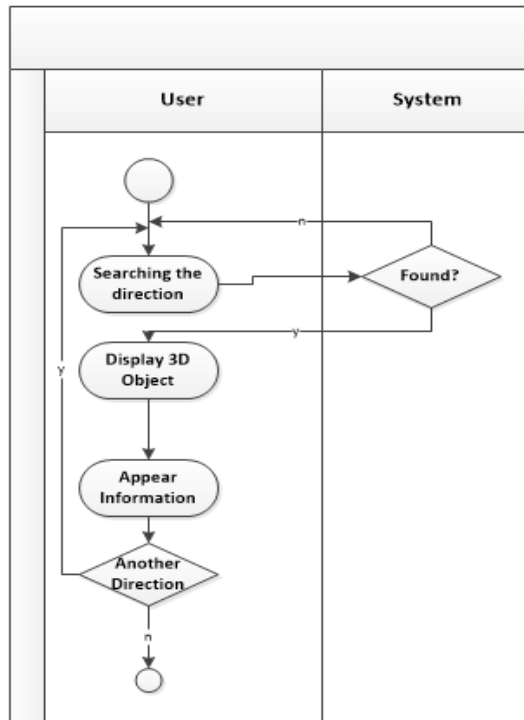 User
System
n
Searching the
direction
Found?
y
Display 3D
Object
y
Appear
Information
Another
Direction
n